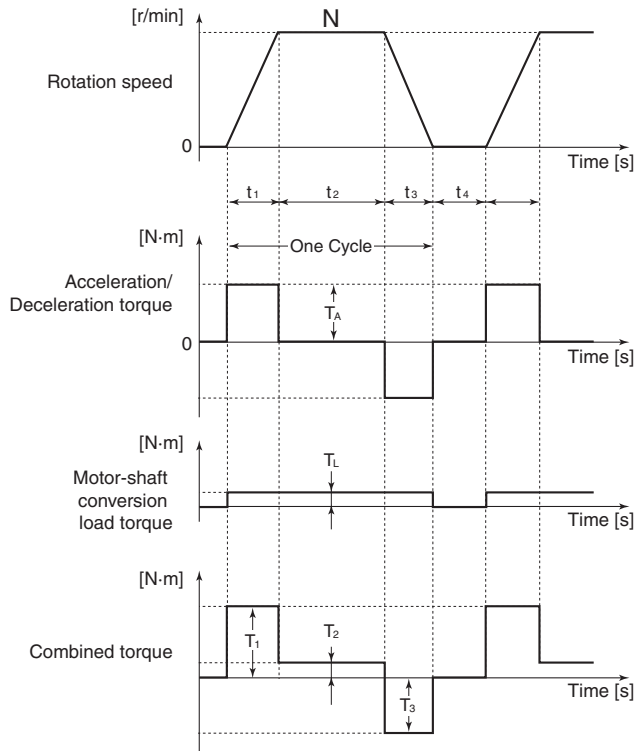 [r/min]
N
Rotation speed
0
Time [s]
t1
t2
t3
t4
[N·m]
One Cycle
Acceleration/
Deceleration torque
TA
0
Time [s]
[N·m]
TL
Motor-shaft
conversion
load torque
Time [s]
[N·m]
T1
T2
Combined torque
Time [s]
T3